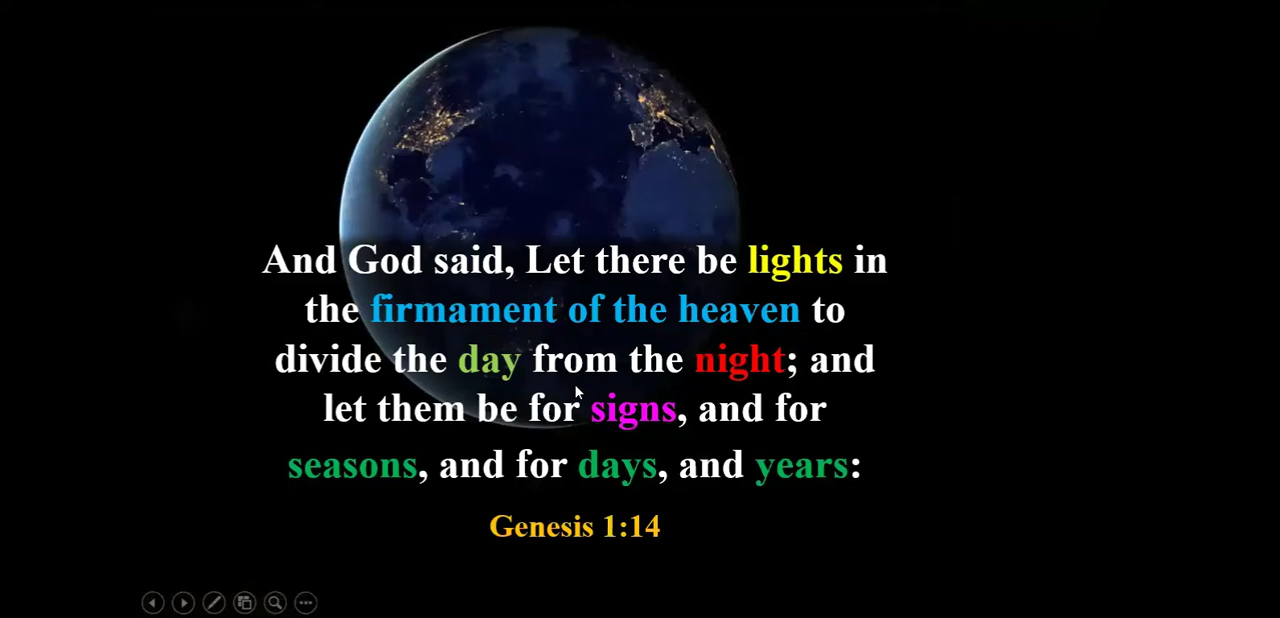 And God said, Let there be lights in
the firmament of the heaven to
divide the day from the night; and
let them be for signs, and for
seasons, and for days, and years:
Genesis 1:14